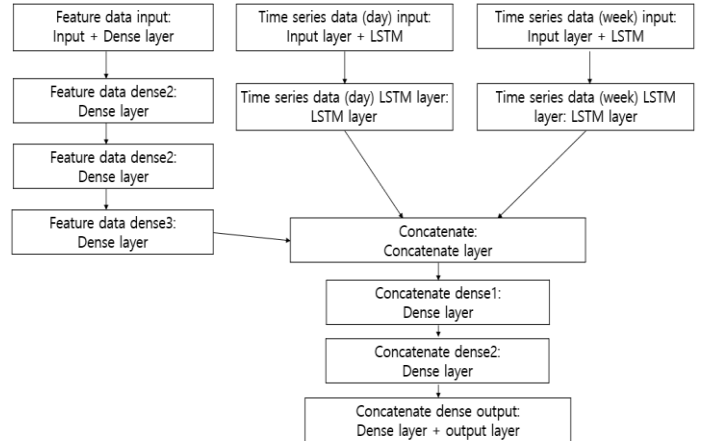 Feature data input:
Input + Dense layer
Time series data (day) input:
Input layer + LSTM
Time series data (week) input:
Input layer + LSTM
Feature data dense2:
Dense layer
Time series data (day) LSTM layer:
LSTM layer
Time series data (week) LSTM
layer: LSTM layer
Feature data dense2:
Dense layer
Feature data dense3:
Dense layer
Concatenate:
Concatenate layer
Concatenate dense1:
Dense layer
Concatenate dense2:
Dense layer
Concatenate dense output:
Dense layer + output layer